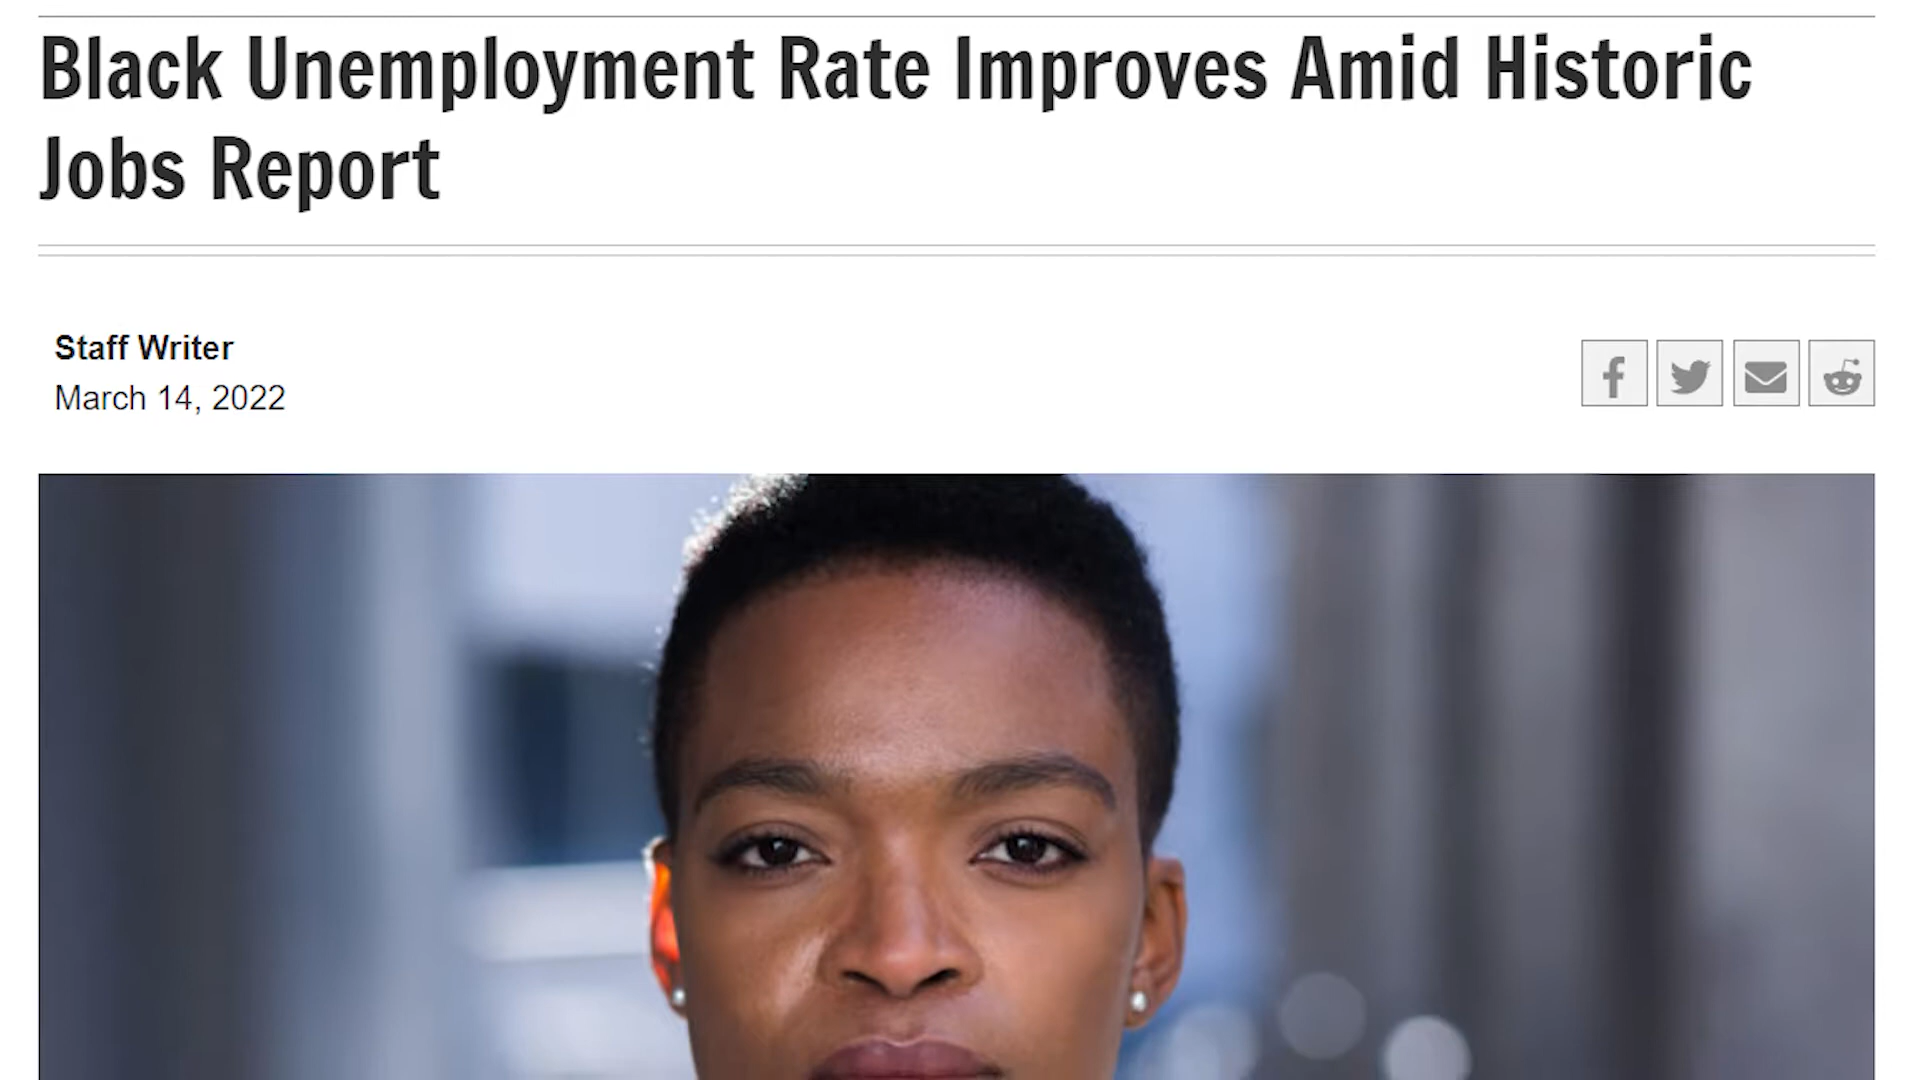 Black Unemployment Rate Improves Amid Historic
Jobs Report
Staff Writer
March 14, 2022